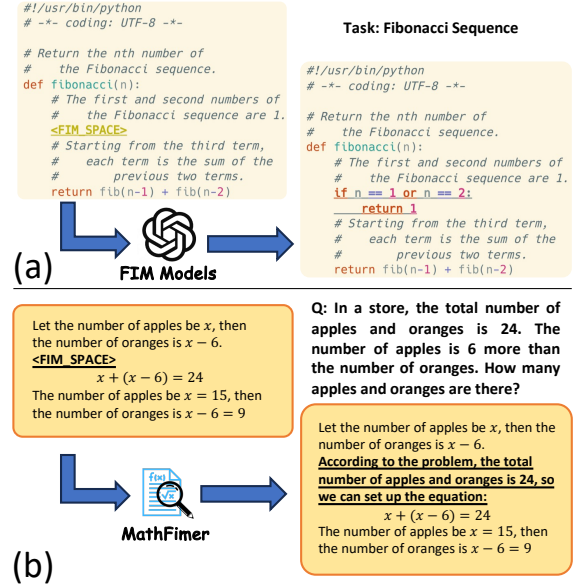 #!/usr/bin/python
# -*- coding: UTF-8 -*-
# Return the nth number of
#    the Fibonacci sequence.
def fibonacci(n):
    # The first and second numbers of
    #    the Fibonacci sequence are 1.
    <FIM_SPACE>
    # Starting from the third term,
    #    each term is the sum of the
    #       previous two terms.
    return fib(n-1) + fib(n-2)
(a)
FIM Models
Task: Fibonacci Sequence
#!/usr/bin/python
# -*- coding: UTF-8 -*-
# Return the nth number of
#    the Fibonacci sequence.
def fibonacci(n):
    # The first and second numbers of
    #    the Fibonacci sequence are 1.
    if n == 1 or n == 2:
        return 1
    # Starting from the third term,
    #    each term is the sum of the
    #       previous two terms.
    return fib(n-1) + fib(n-2)
Let the number of apples be x, then
the number of oranges is x − 6.
<FIM_SPACE>
x + (x − 6) = 24
The number of apples be x = 15, then
the number of oranges is x − 6 = 9
f(x)
√x
MathFimer
(b)
Q: In a store, the total number of
apples and oranges is 24. The
number of apples is 6 more than
the number of oranges. How many
apples and oranges are there?
Let the number of apples be x, then the
number of oranges is x − 6.
According to the problem, the total
number of apples and oranges is 24, so
we can set up the equation:
x + (x − 6) = 24
The number of apples be x = 15, then
the number of oranges is x − 6 = 9